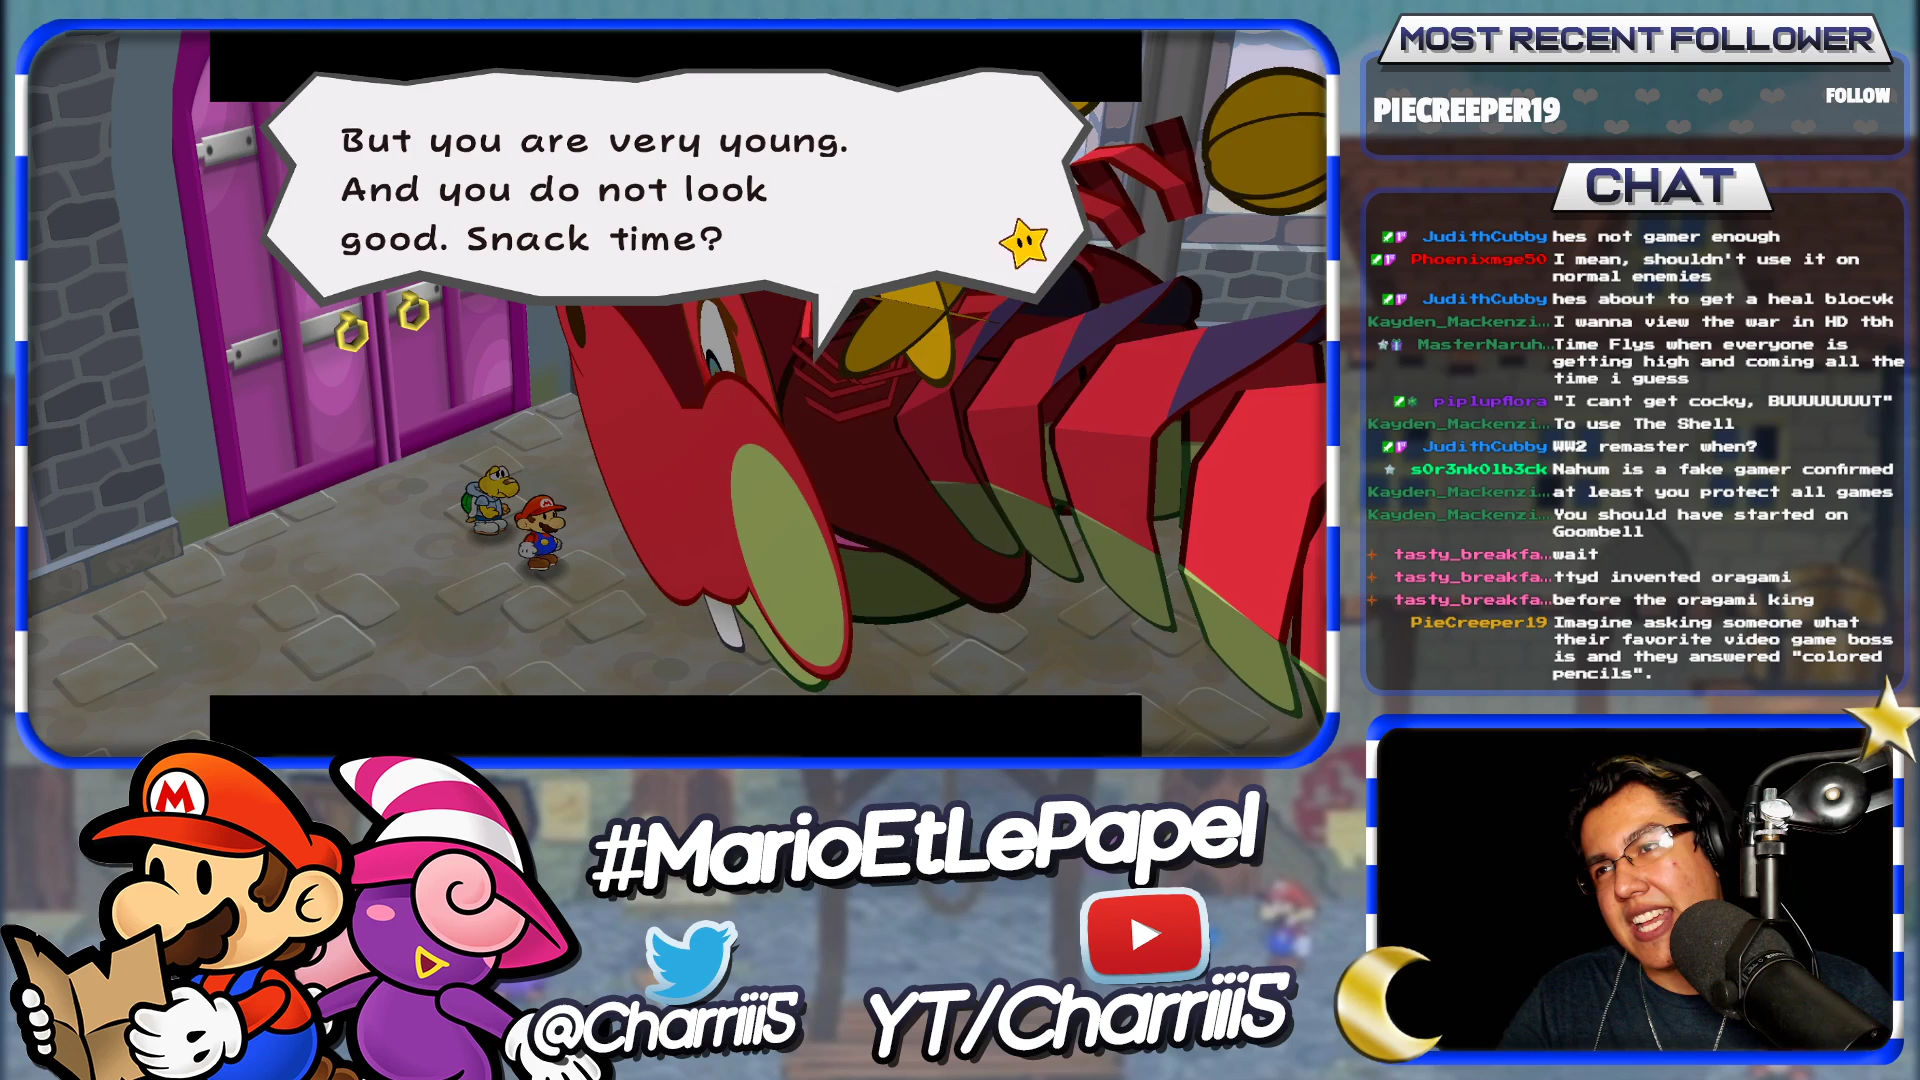 But you are very young.
And you do not look
good. Snack time?
MOST RECENT FOLLOWER
PIECREEPER19
FOLLOW
CHAT
JudithCubby hes not gamer enough
Phoenixmge50 I mean, shouldn't use it on
normal enemies
JudithCubby hes about to get a heal blocvk
Kayden_Mackenzi... I wanna view the war in HD tbh
MasterNaruh... Time Flys when everyone is
getting high and coming all the
time i guess
piplupflora "I cant get cocky, BUUUUUUUUT"
Kayden_Mackenzi... To use The Shell
JudithCubby WW2 remaster when?
s0r3nk0lb3ck Nahum is a fake gamer confirmed
Kayden_Mackenzi... at least you protect all games
Kayden_Mackenzi... You should have started on
Goombell
tasty_breakfa... wait
tasty_breakfa... ttyd invented oragami
tasty_breakfa... before the oragami king
PieCreeper19 Imagine asking someone what
their favorite video game boss
is and they answered "colored
pencils".
M
#MarioEtLePapel
@Charriii5
YT/Charriii5